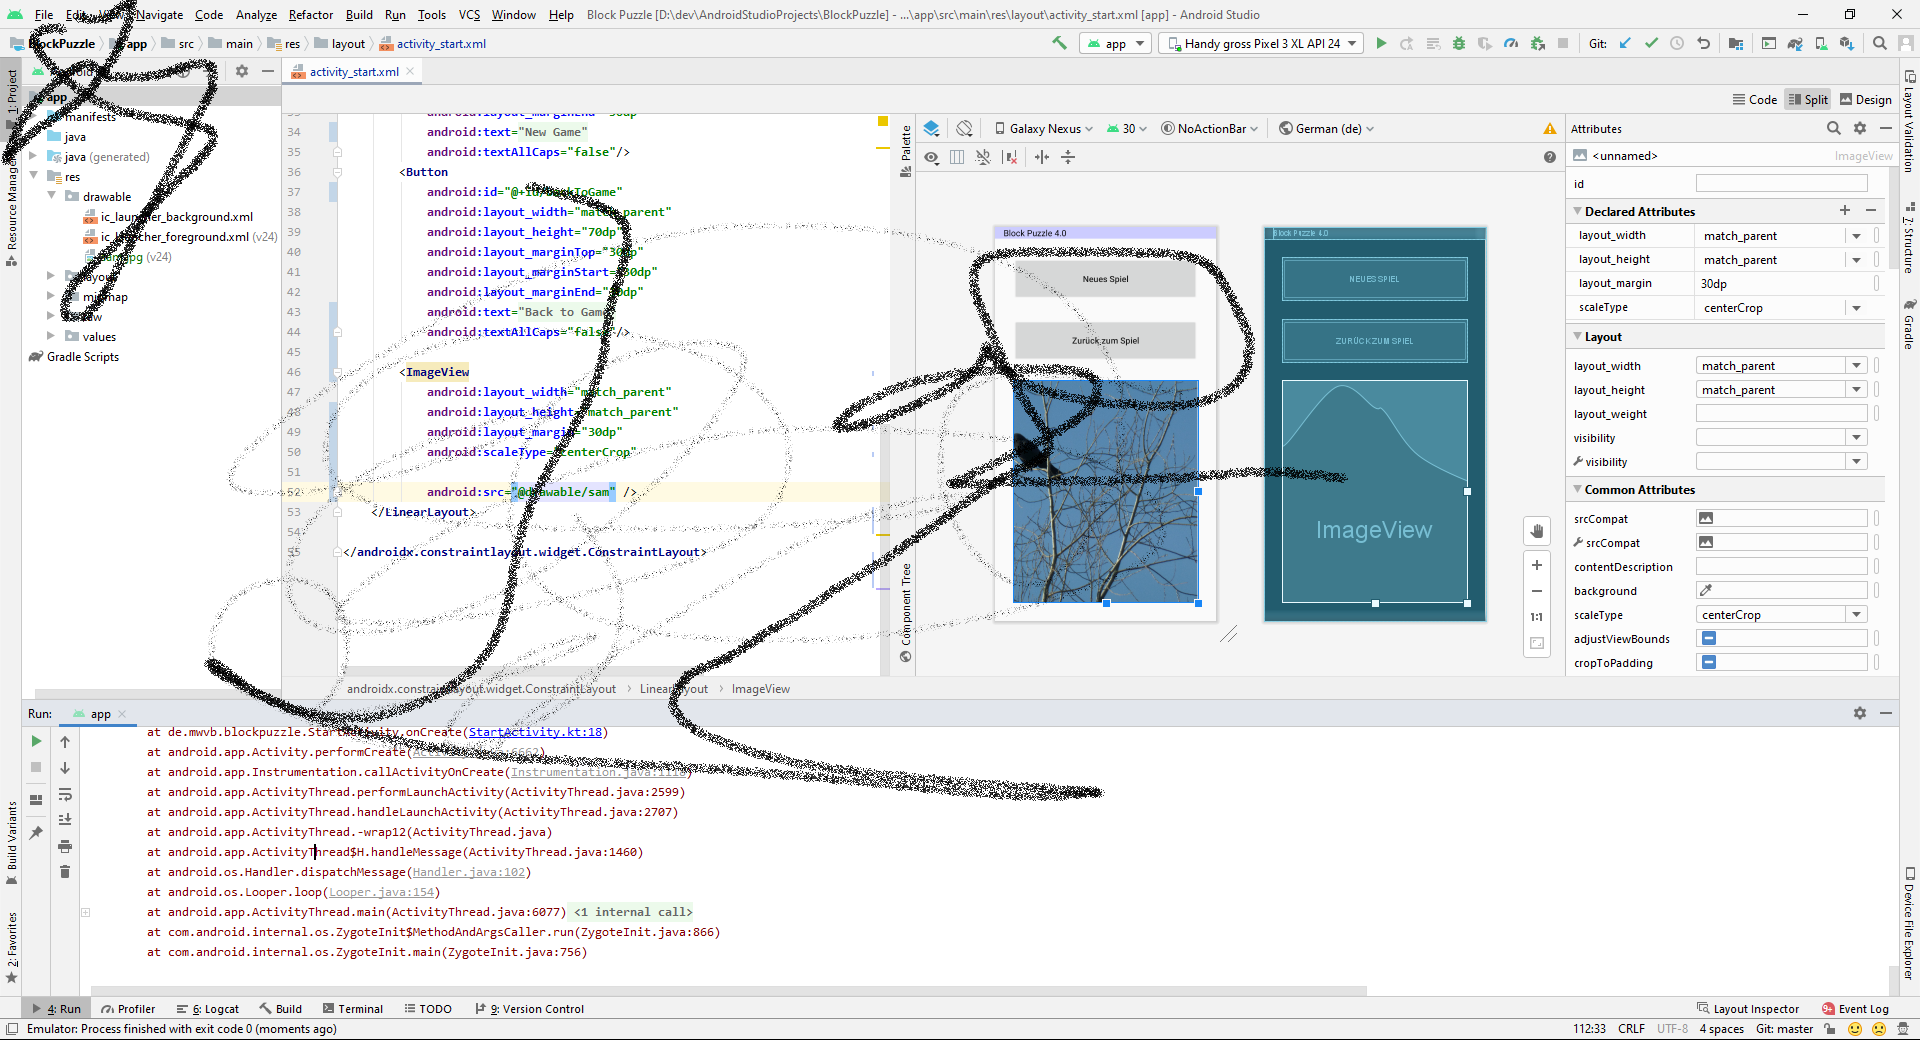 File Edit View Navigate Code Analyze Refactor Build Run Tools VCS Window Help Block Puzzle [D:\dev\AndroidStudioProjects\BlockPuzzle] - ...\app\src\main\res\layout\activity_start.xml [app] - Android Studio
BlockPuzzle app src main res layout activity_start.xml
app Handy gross Pixel 3 XL API 24 Git:
1: Project
Resource Manager
Build Variants
2: Favorites
app
manifests
java
java (generated)
res
drawable
ic_launcher_background.xml
ic_launcher_foreground.xml (v24)
(v24)
layout
mipmap
raw
values
Gradle Scripts
activity_start.xml
Code Split Design
34 android:text="New Game"
35 android:textAllCaps="false"/>
36 <Button
37 android:id="@+id/backToGame"
38 android:layout_width="match_parent"
39 android:layout_height="70dp"
40 android:layout_marginTop="30dp"
41 android:layout_marginStart="30dp"
42 android:layout_marginEnd="30dp"
43 android:text="Back to Game"
44 android:textAllCaps="false"/>
45
46 <ImageView
47 android:layout_width="match_parent"
48 android:layout_height="match_parent"
49 android:layout_margin="30dp"
50 android:scaleType="centerCrop"
51
52 android:src="@drawable/sam" />
53 </LinearLayout>
54
55 </androidx.constraintlayout.widget.ConstraintLayout>
androidx.constraintlayout.widget.ConstraintLayout LinearLayout ImageView
Palette
Component Tree
Galaxy Nexus 30 NoActionBar German (de)
Block Puzzle 4.0
Neues Spiel
Zurück zum Spiel
Block Puzzle 4.0
NEUES SPIEL
ZURÜCK ZUM SPIEL
ImageView
1:1
Attributes
<unnamed> ImageView
id
Declared Attributes
layout_width match_parent
layout_height match_parent
layout_margin 30dp
scaleType centerCrop
Layout
layout_width match_parent
layout_height match_parent
layout_weight
visibility
visibility
Common Attributes
srcCompat
srcCompat
contentDescription
background
scaleType centerCrop
adjustViewBounds
cropToPadding
Layout Validation
7: Structure
Gradle
Device File Explorer
Run: app
at de.mwvb.blockpuzzle.StartActivity.onCreate(StartActivity.kt:18)
at android.app.Activity.performCreate(Activity.java:6662)
at android.app.Instrumentation.callActivityOnCreate(Instrumentation.java:1118)
at android.app.ActivityThread.performLaunchActivity(ActivityThread.java:2599)
at android.app.ActivityThread.handleLaunchActivity(ActivityThread.java:2707)
at android.app.ActivityThread.-wrap12(ActivityThread.java)
at android.app.ActivityThread$H.handleMessage(ActivityThread.java:1460)
at android.os.Handler.dispatchMessage(Handler.java:102)
at android.os.Looper.loop(Looper.java:154)
at android.app.ActivityThread.main(ActivityThread.java:6077) <1 internal call>
at com.android.internal.os.ZygoteInit$MethodAndArgsCaller.run(ZygoteInit.java:866)
at com.android.internal.os.ZygoteInit.main(ZygoteInit.java:756)
4: Run Profiler 6: Logcat Build Terminal TODO 9: Version Control Layout Inspector Event Log
Emulator: Process finished with exit code 0 (moments ago) 112:33 CRLF UTF-8 4 spaces Git: master